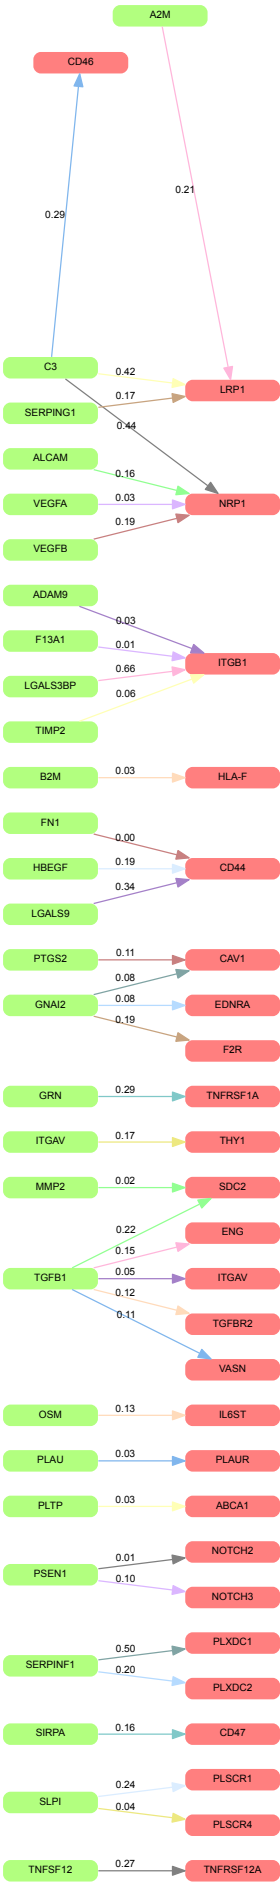 A2M
CD46
0.21
0.29
C3
0.42
LRP1
0.17
SERPING1
0.44
ALCAM
0.16
VEGFA
0.03
NRP1
0.19
VEGFB
ADAM9
0.03
F13A1
0.01
ITGB1
0.66
LGALS3BP
0.06
TIMP2
B2M
0.03
HLA-F
FN1
0.00
HBEGF
0.19
CD44
0.34
LGALS9
PTGS2
0.11
CAV1
0.08
GNAI2
0.08
EDNRA
0.19
F2R
GRN
0.29
TNFRSF1A
ITGAV
0.17
THY1
MMP2
0.02
SDC2
0.22
ENG
0.15
TGFB1
0.05
ITGAV
0.12
TGFBR2
0.11
VASN
OSM
0.13
IL6ST
PLAU
0.03
PLAUR
PLTP
0.03
ABCA1
NOTCH2
0.01
PSEN1
0.10
NOTCH3
PLXDC1
0.50
SERPINF1
0.20
PLXDC2
SIRPA
0.16
CD47
PLSCR1
0.24
SLPI
0.04
PLSCR4
TNFSF12
0.27
TNFRSF12A